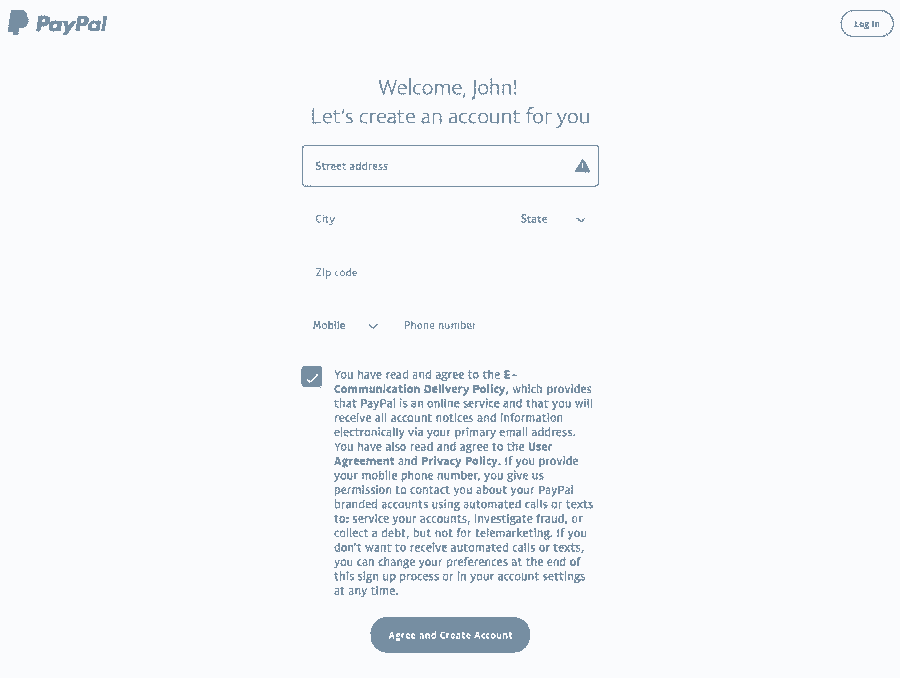 PayPal
Log In
Welcome, John!
Let's create an account for you
Street address
City
State
Zip code
Mobile
Phone number
You have read and agree to the E-
Communication Delivery Policy, which provides
that PayPal is an online service and that you will
receive all account notices and information
electronically via your primary email address.
You have also read and agree to the User
Agreement and Privacy Policy. If you provide
your mobile phone number, you give us
permission to contact you about your PayPal
branded accounts using automated calls or texts
to: service your accounts, investigate fraud, or
collect a debt, but not for telemarketing. If you
don't want to receive automated calls or texts,
you can change your preferences at the end of
this sign up process or in your account settings
at any time.
Agree and Create Account